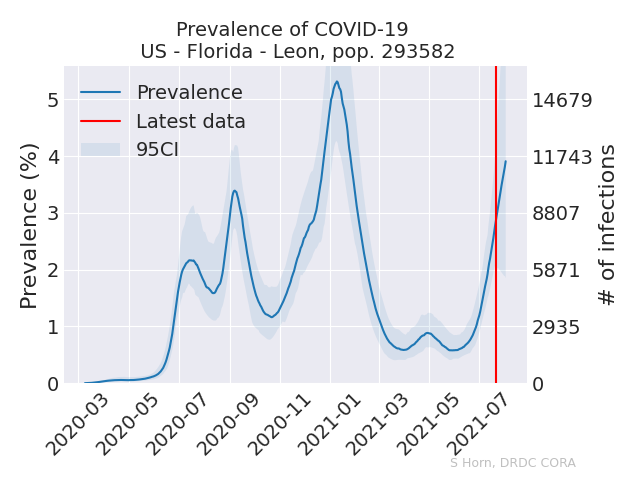 Prevalence of COVID-19
US - Florida - Leon, pop. 293582
Prevalence
Latest data
95CI
Prevalence (%)
5
4
3
2
1
0
14679
11743
8807
5871
2935
0
# of infections
2020-03
2020-05
2020-07
2020-09
2020-11
2021-01
2021-03
2021-05
2021-07
S Horn, DRDC CORA